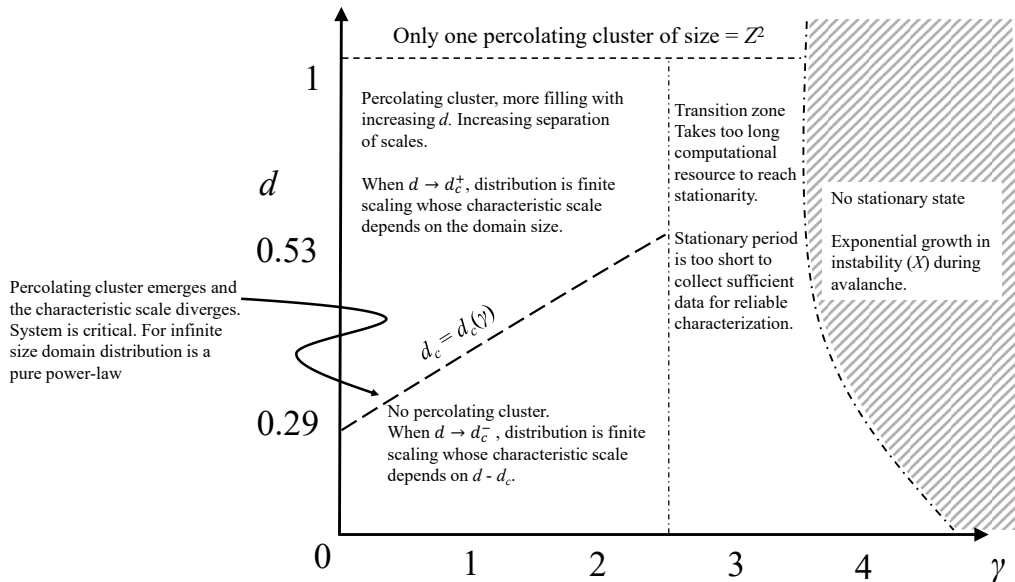 Only one percolating cluster of size = Z²
1
Percolating cluster, more filling with
increasing d. Increasing separation
of scales.
When d → d_c^+, distribution is finite
scaling whose characteristic scale
depends on the domain size.
Transition zone
Takes too long
computational
resource to reach
stationarity.
Stationary period
is too short to
collect sufficient
data for reliable
characterization.
No stationary state
Exponential growth in
instability (X) during
avalanche.
d
0.53
Percolating cluster emerges and
the characteristic scale diverges.
System is critical. For infinite
size domain distribution is a
pure power-law
d_c = d_c(γ)
0.29
No percolating cluster.
When d → d_c^- , distribution is finite
scaling whose characteristic scale
depends on d - d_c.
0
1
2
3
4
γ